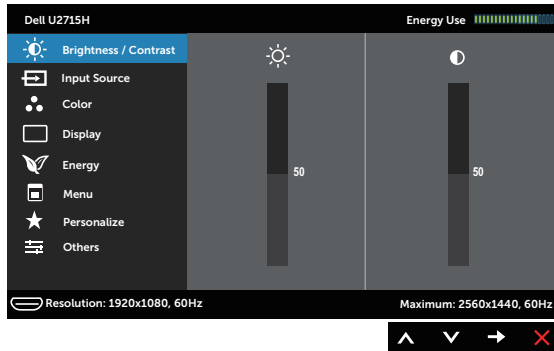 Dell U2715H
Energy Use
Brightness / Contrast
Input Source
Color
Display
Energy
Menu
Personalize
Others
50
50
Resolution: 1920x1080, 60Hz
Maximum: 2560x1440, 60Hz